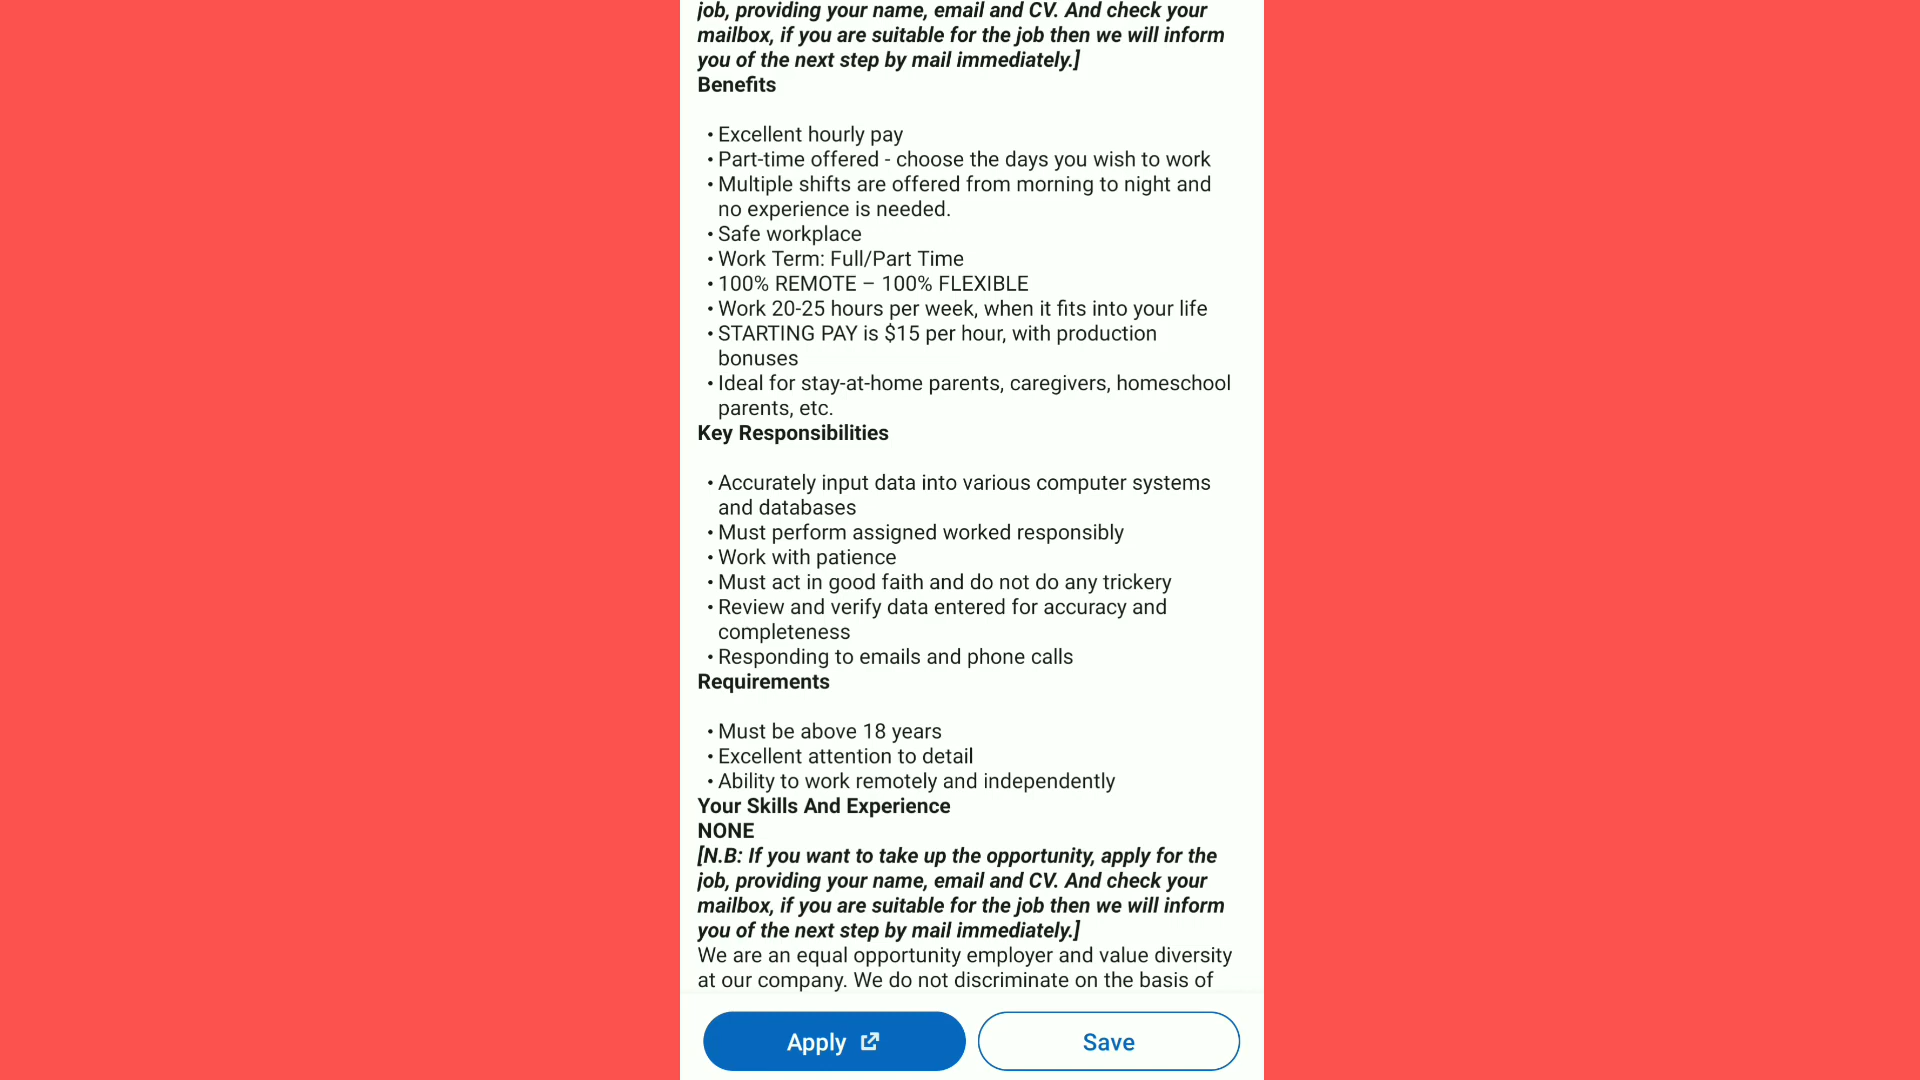 job, providing your name, email and CV. And check your
mailbox, if you are suitable for the job then we will inform
you of the next step by mail immediately.]
Benefits
• Excellent hourly pay
• Part-time offered - choose the days you wish to work
• Multiple shifts are offered from morning to night and
no experience is needed.
• Safe workplace
• Work Term: Full/Part Time
• 100% REMOTE – 100% FLEXIBLE
• Work 20-25 hours per week, when it fits into your life
• STARTING PAY is $15 per hour, with production
bonuses
• Ideal for stay-at-home parents, caregivers, homeschool
parents, etc.
Key Responsibilities
• Accurately input data into various computer systems
and databases
• Must perform assigned worked responsibly
• Work with patience
• Must act in good faith and do not do any trickery
• Review and verify data entered for accuracy and
completeness
• Responding to emails and phone calls
Requirements
• Must be above 18 years
• Excellent attention to detail
• Ability to work remotely and independently
Your Skills And Experience
NONE
[N.B: If you want to take up the opportunity, apply for the
job, providing your name, email and CV. And check your
mailbox, if you are suitable for the job then we will inform
you of the next step by mail immediately.]
We are an equal opportunity employer and value diversity
at our company. We do not discriminate on the basis of
Apply
Save